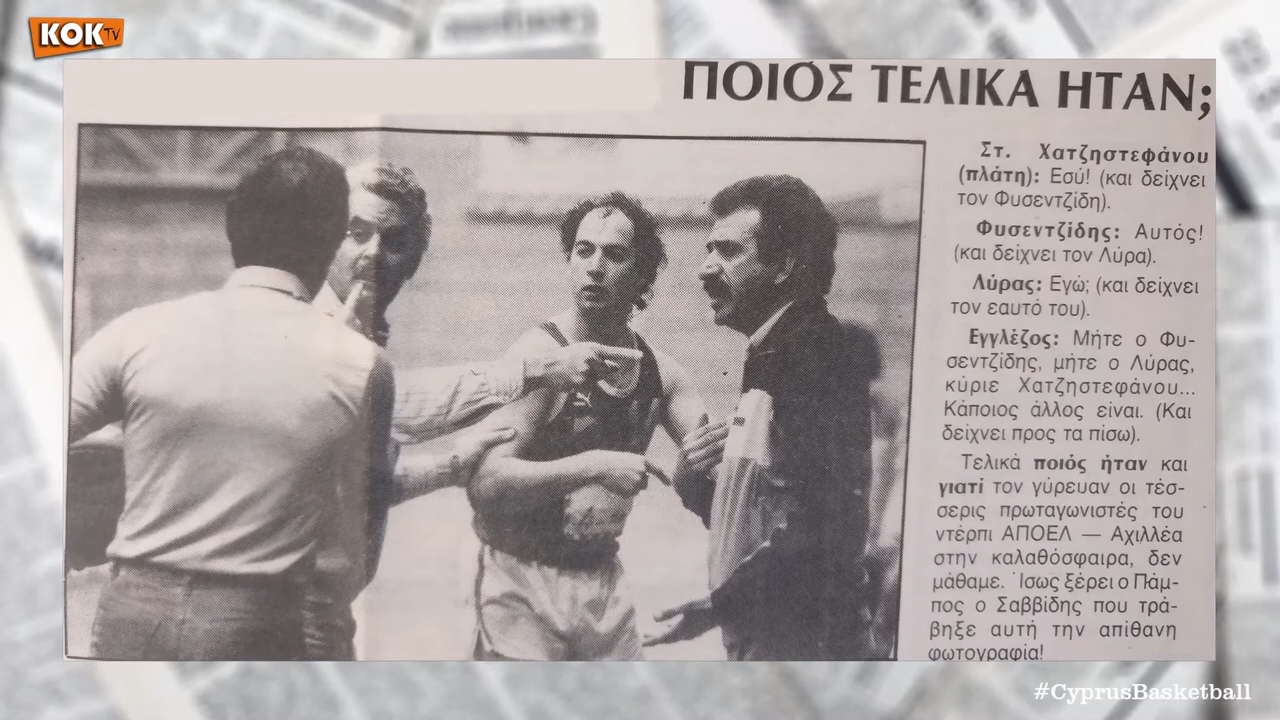 KOK TV
ΠΟΙΟΣ ΤΕΛΙΚΑ ΗΤΑΝ;
Στ. Χατζηστεφάνου
(πλάτη): Εσύ! (και δείχνει
τον Φυσεντζίδη).
Φυσεντζίδης: Αυτός!
(και δείχνει τον Λύρα).
Λύρας: Εγώ; (και δείχνει
τον εαυτό του).
Εγγλέζος: Μήτε ο Φυ-
σεντζίδης, μήτε ο Λύρας,
κύριε Χατζηστεφάνου...
Κάποιος άλλος είναι. (Και
δείχνει προς τα πίσω).
Τελικά ποιός ήταν και
γιατί τον γύρευαν οι τέσ-
σερις πρωταγωνιστές του
ντέρπι ΑΠΟΕΛ — Αχιλλέα
στην καλαθόσφαιρα, δεν
μάθαμε. Ίσως ξέρει ο Πάμ-
πος ο Σαββίδης που τρά-
βηξε αυτή την απίθανη
φωτογραφία!
#CyprusBasketball